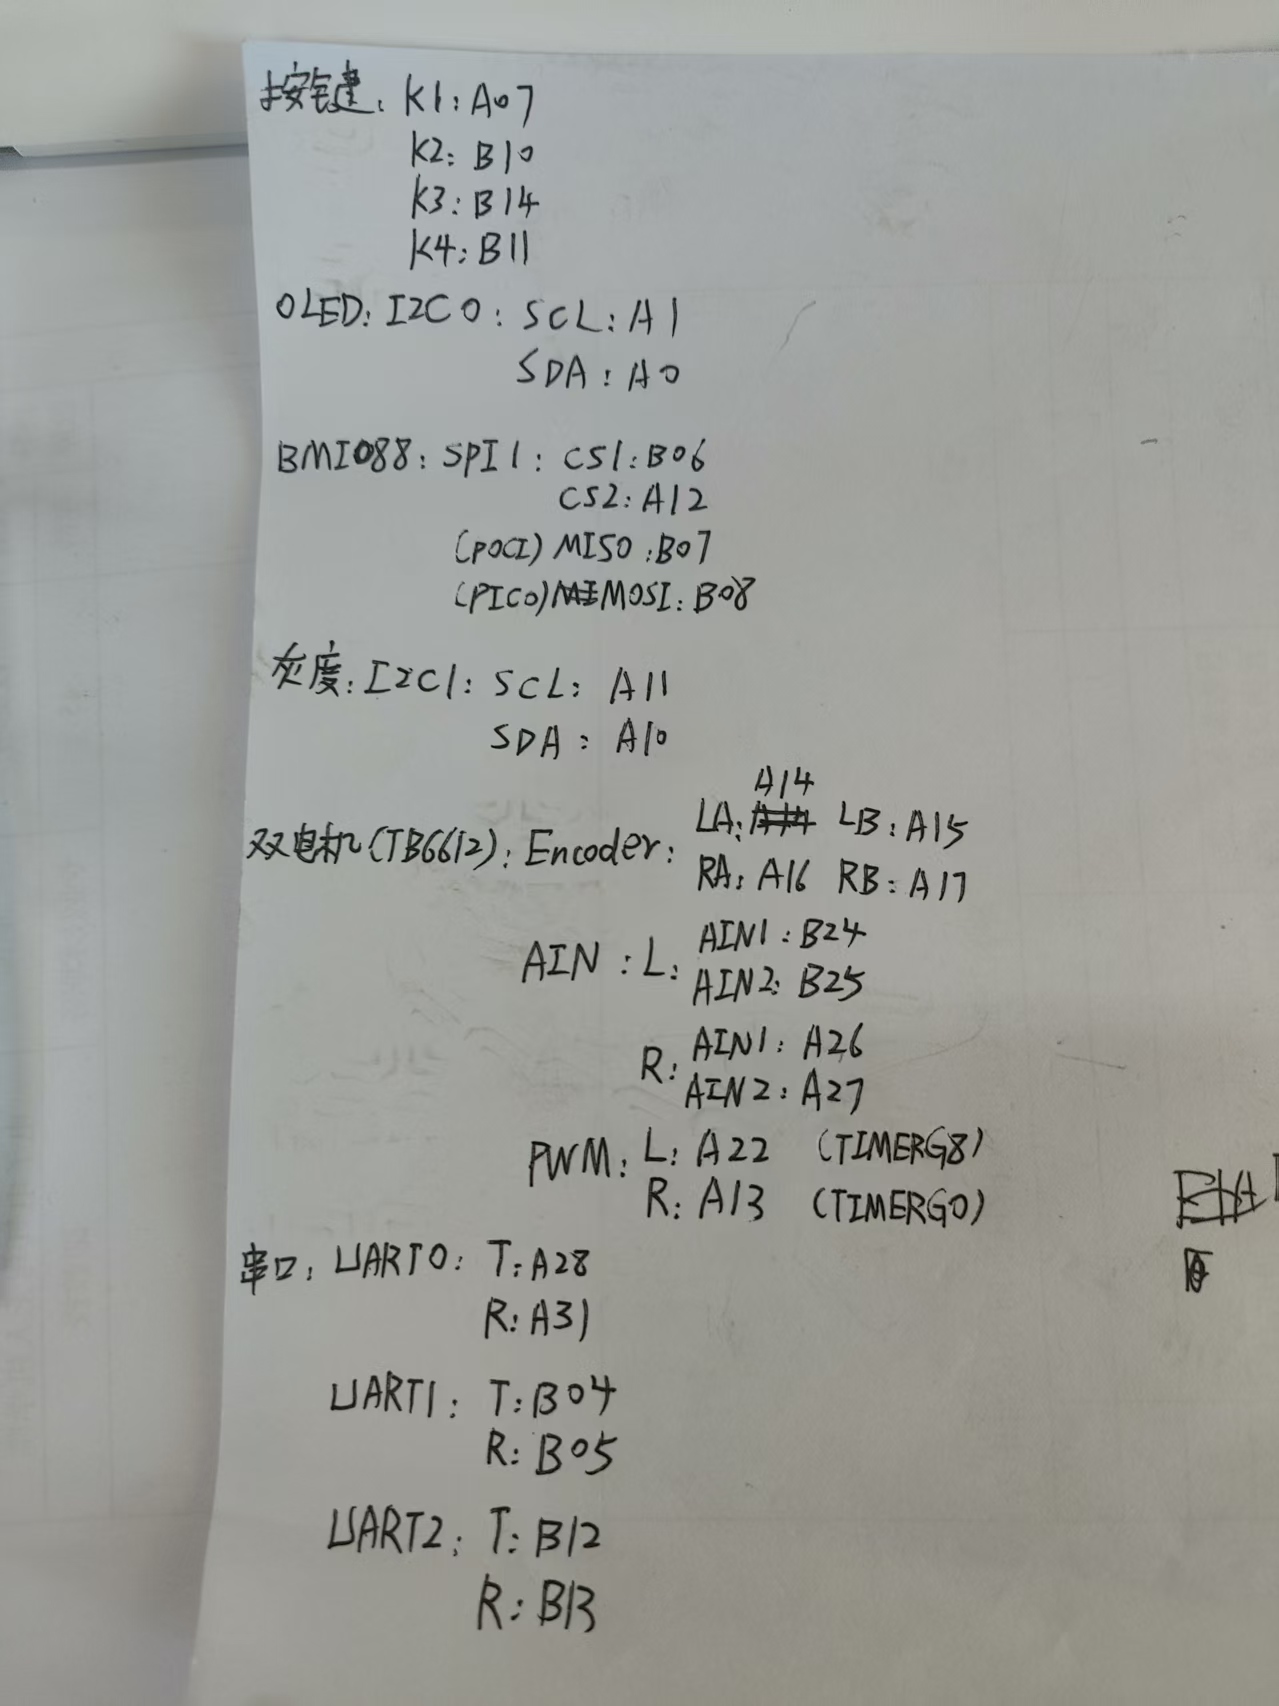 按键：K1：A07
K2：B10
K3：B14
K4：B11
OLED：I2C0：SCL：A1
SDA：A0
BMI088：SPI1：CS1：B06
CS2：A12
(POCI) MISO：B07
(PICO) MOSI：B08
灰度：I2C1：SCL：A11
SDA：A10
双电机(TB6612)：Encoder：LA：A14 LB：A15
RA：A16 RB：A17
AIN：L：AIN1：B24
AIN2：B25
R：AIN1：A26
AIN2：A27
PWM：L：A22 (TIMERG8)
R：A13 (TIMERG0)
串口：UART0：T：A28
R：A31
UART1：T：B04
R：B05
UART2：T：B12
R：B13